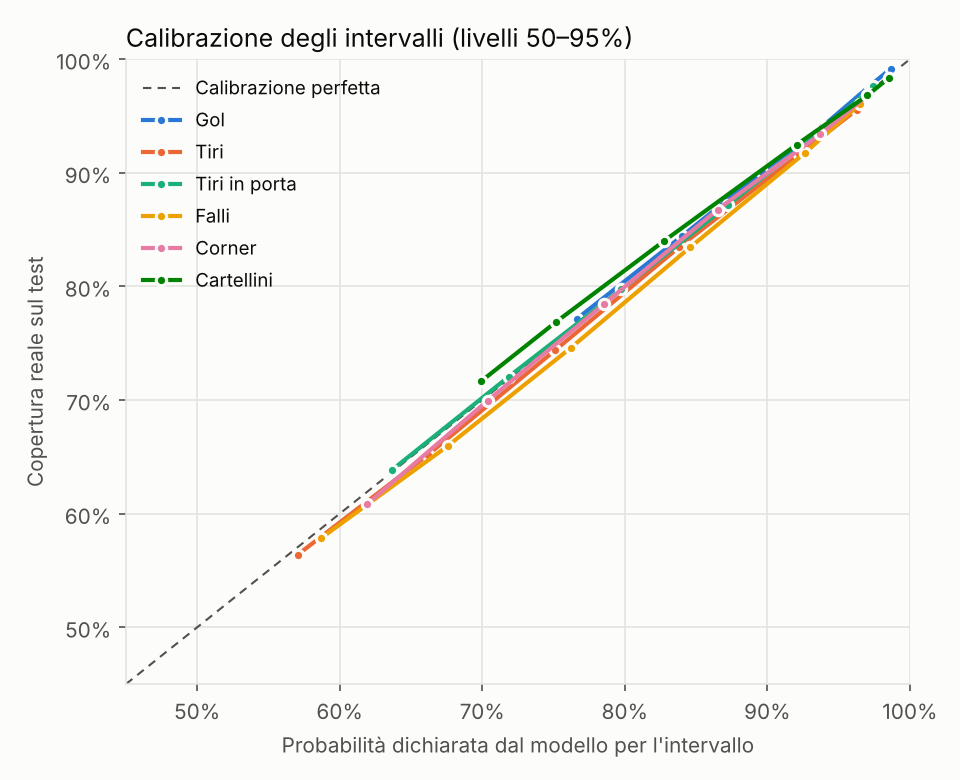 Calibrazione degli intervalli (livelli 50–95%)
100%
90%
80%
70%
60%
50%
Copertura reale sul test
Calibrazione perfetta
Gol
Tiri
Tiri in porta
Falli
Corner
Cartellini
50%
60%
70%
80%
90%
100%
Probabilità dichiarata dal modello per l'intervallo